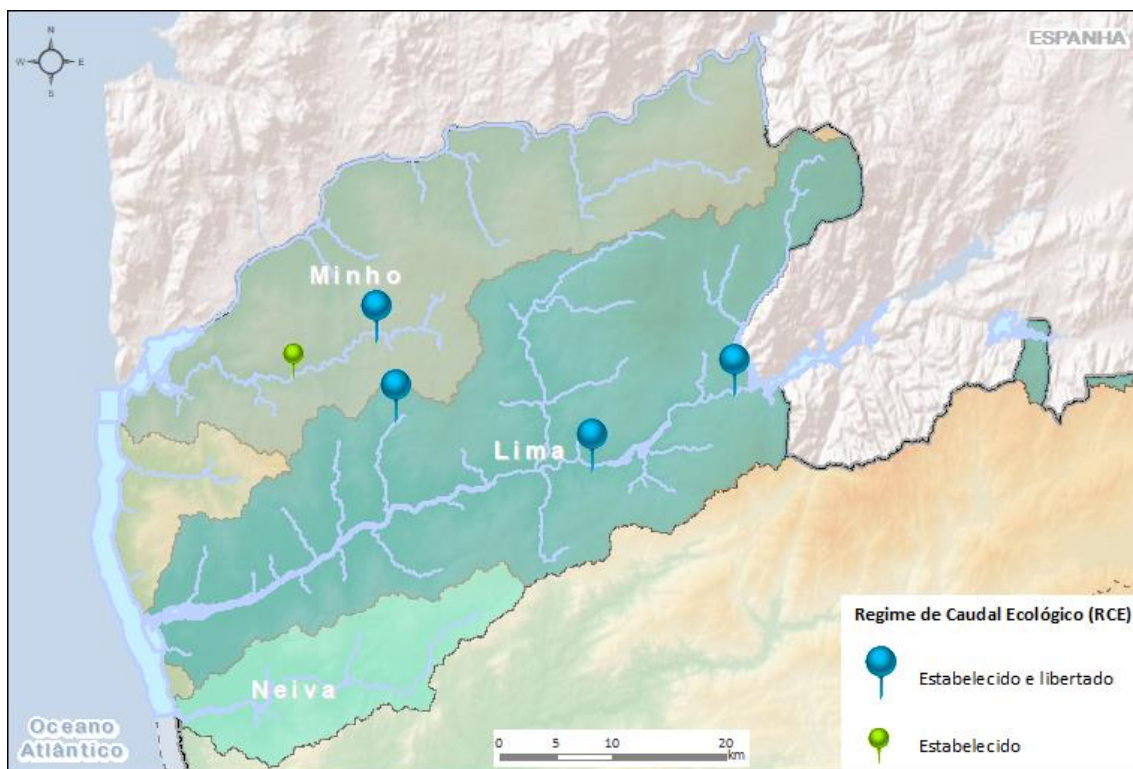 N
W
E
S
ESPANHA
Minho
Lima
Neiva
Oceano
Atlântico
0
5
10
20
km
Regime de Caudal Ecológico (RCE)
Estabelecido e libertado
Estabelecido